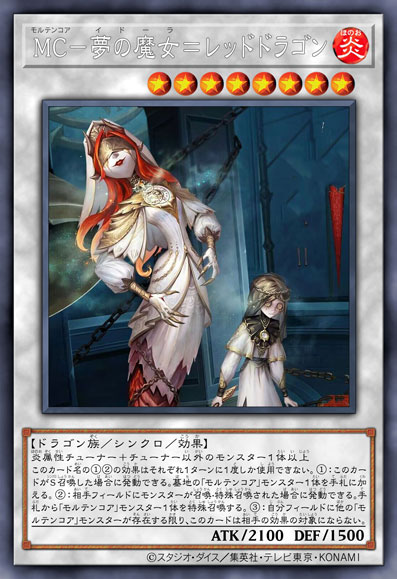 モルテンコア イドーラ
MC－夢の魔女＝レッドドラゴン
ほのお
炎
【ドラゴン族／シンクロ／効果】
炎属性チューナー＋チューナー以外のモンスター１体以上
このカード名の①②の効果はそれぞれ１ターンに１度しか使用できない。①：このカー
ドがＳ召喚した場合に発動できる。墓地の「モルテンコア」モンスター１体を手札に加
える。②：相手フィールドにモンスターが召喚・特殊召喚された場合に発動できる。手
札から「モルテンコア」モンスター１体を特殊召喚する。③：自分フィールドに他の「モ
ルテンコア」モンスターが存在する限り、このカードは相手の効果の対象にならない。
ATK/2100 DEF/1500
©スタジオ・ダイス／集英社・テレビ東京・KONAMI